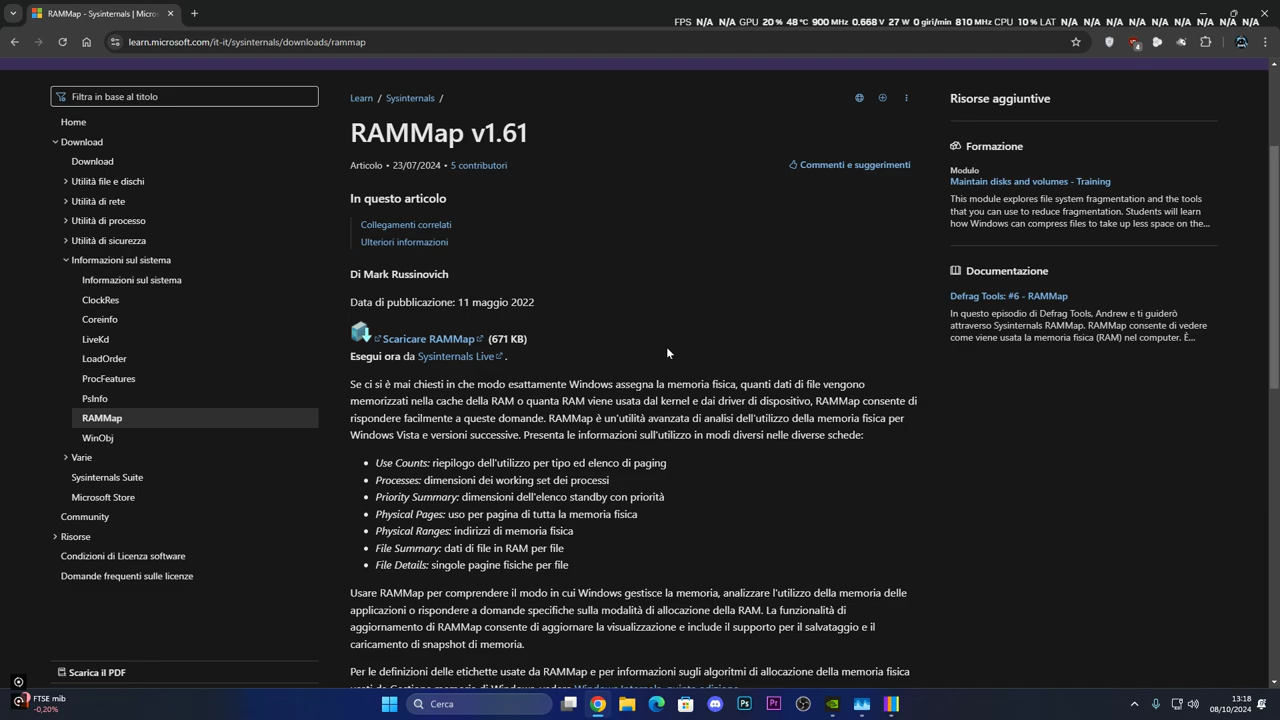 RAMMap - Sysinternals | Micros
FPS N/A N/A GPU 20 % 48 °C 900 MHz 0.668 V 27 W 0 giri/min 810 MHz CPU 10 % LAT N/A N/A N/A N/A N/A N/A N/A N/A N/A
learn.microsoft.com/it-it/sysinternals/downloads/rammap
4
Filtra in base al titolo
Home
Download
Download
Utilità file e dischi
Utilità di rete
Utilità di processo
Utilità di sicurezza
Informazioni sul sistema
Informazioni sul sistema
ClockRes
Coreinfo
LiveKd
LoadOrder
ProcFeatures
PsInfo
RAMMap
WinObj
Varie
Sysinternals Suite
Microsoft Store
Community
Risorse
Condizioni di Licenza software
Domande frequenti sulle licenze
Scarica il PDF
Learn / Sysinternals /
RAMMap v1.61
Articolo • 23/07/2024 • 5 contributori
Commenti e suggerimenti
In questo articolo
Collegamenti correlati
Ulteriori informazioni
Di Mark Russinovich
Data di pubblicazione: 11 maggio 2022
Scaricare RAMMap (671 KB)
Esegui ora da Sysinternals Live .
Se ci si è mai chiesti in che modo esattamente Windows assegna la memoria fisica, quanti dati di file vengono
memorizzati nella cache della RAM o quanta RAM viene usata dal kernel e dai driver di dispositivo, RAMMap consente di
rispondere facilmente a queste domande. RAMMap è un'utilità avanzata di analisi dell'utilizzo della memoria fisica per
Windows Vista e versioni successive. Presenta le informazioni sull'utilizzo in modi diversi nelle diverse schede:
• Use Counts: riepilogo dell'utilizzo per tipo ed elenco di paging
• Processes: dimensioni dei working set dei processi
• Priority Summary: dimensioni dell'elenco standby con priorità
• Physical Pages: uso per pagina di tutta la memoria fisica
• Physical Ranges: indirizzi di memoria fisica
• File Summary: dati di file in RAM per file
• File Details: singole pagine fisiche per file
Usare RAMMap per comprendere il modo in cui Windows gestisce la memoria, analizzare l'utilizzo della memoria delle
applicazioni o rispondere a domande specifiche sulla modalità di allocazione della RAM. La funzionalità di
aggiornamento di RAMMap consente di aggiornare la visualizzazione e include il supporto per il salvataggio e il
caricamento di snapshot di memoria.
Per le definizioni delle etichette usate da RAMMap e per informazioni sugli algoritmi di allocazione della memoria fisica
Risorse aggiuntive
Formazione
Modulo
Maintain disks and volumes - Training
This module explores file system fragmentation and the tools
that you can use to reduce fragmentation. Students will learn
how Windows can compress files to take up less space on the...
Documentazione
Defrag Tools: #6 - RAMMap
In questo episodio di Defrag Tools, Andrew e ti guiderò
attraverso Sysinternals RAMMap. RAMMap consente di vedere
come viene usata la memoria fisica (RAM) nel computer. È...
FTSE mib
-0,20%
Cerca
Ps
Pr
13:18
08/10/2024